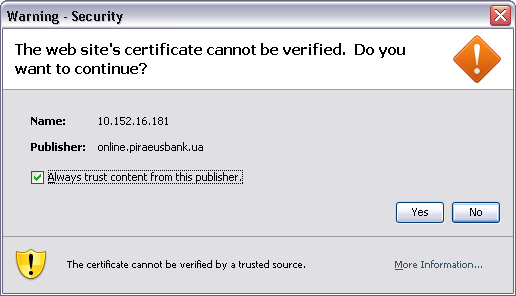 Warning - Security
The web site's certificate cannot be verified. Do you
want to continue?
Name: 10.152.16.181
Publisher: online.piraeusbank.ua
Always trust content from this publisher.
Yes No
The certificate cannot be verified by a trusted source. More Information...